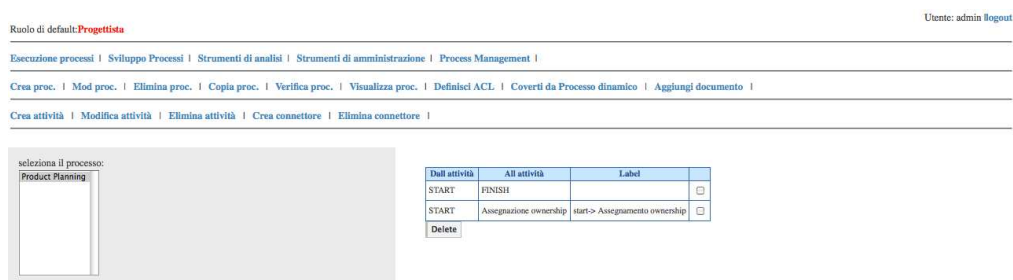 Utente: admin llogout
Ruolo di default:Progettista
Esecuzione processi | Sviluppo Processi | Strumenti di analisi | Strumenti di amministrazione | Process Management |
Crea proc. | Mod proc. | Elimina proc. | Copia proc. | Verifica proc. | Visualizza proc. | Definisci ACL | Coverti da Processo dinamico | Aggiungi documento |
Crea attività | Modifica attività | Elimina attività | Crea connettore | Elimina connettore |
seleziona il processo:
Product Planning
Dall attività All attività Label
START FINISH
START Assegnazione ownership start-> Assegnamento ownership
Delete